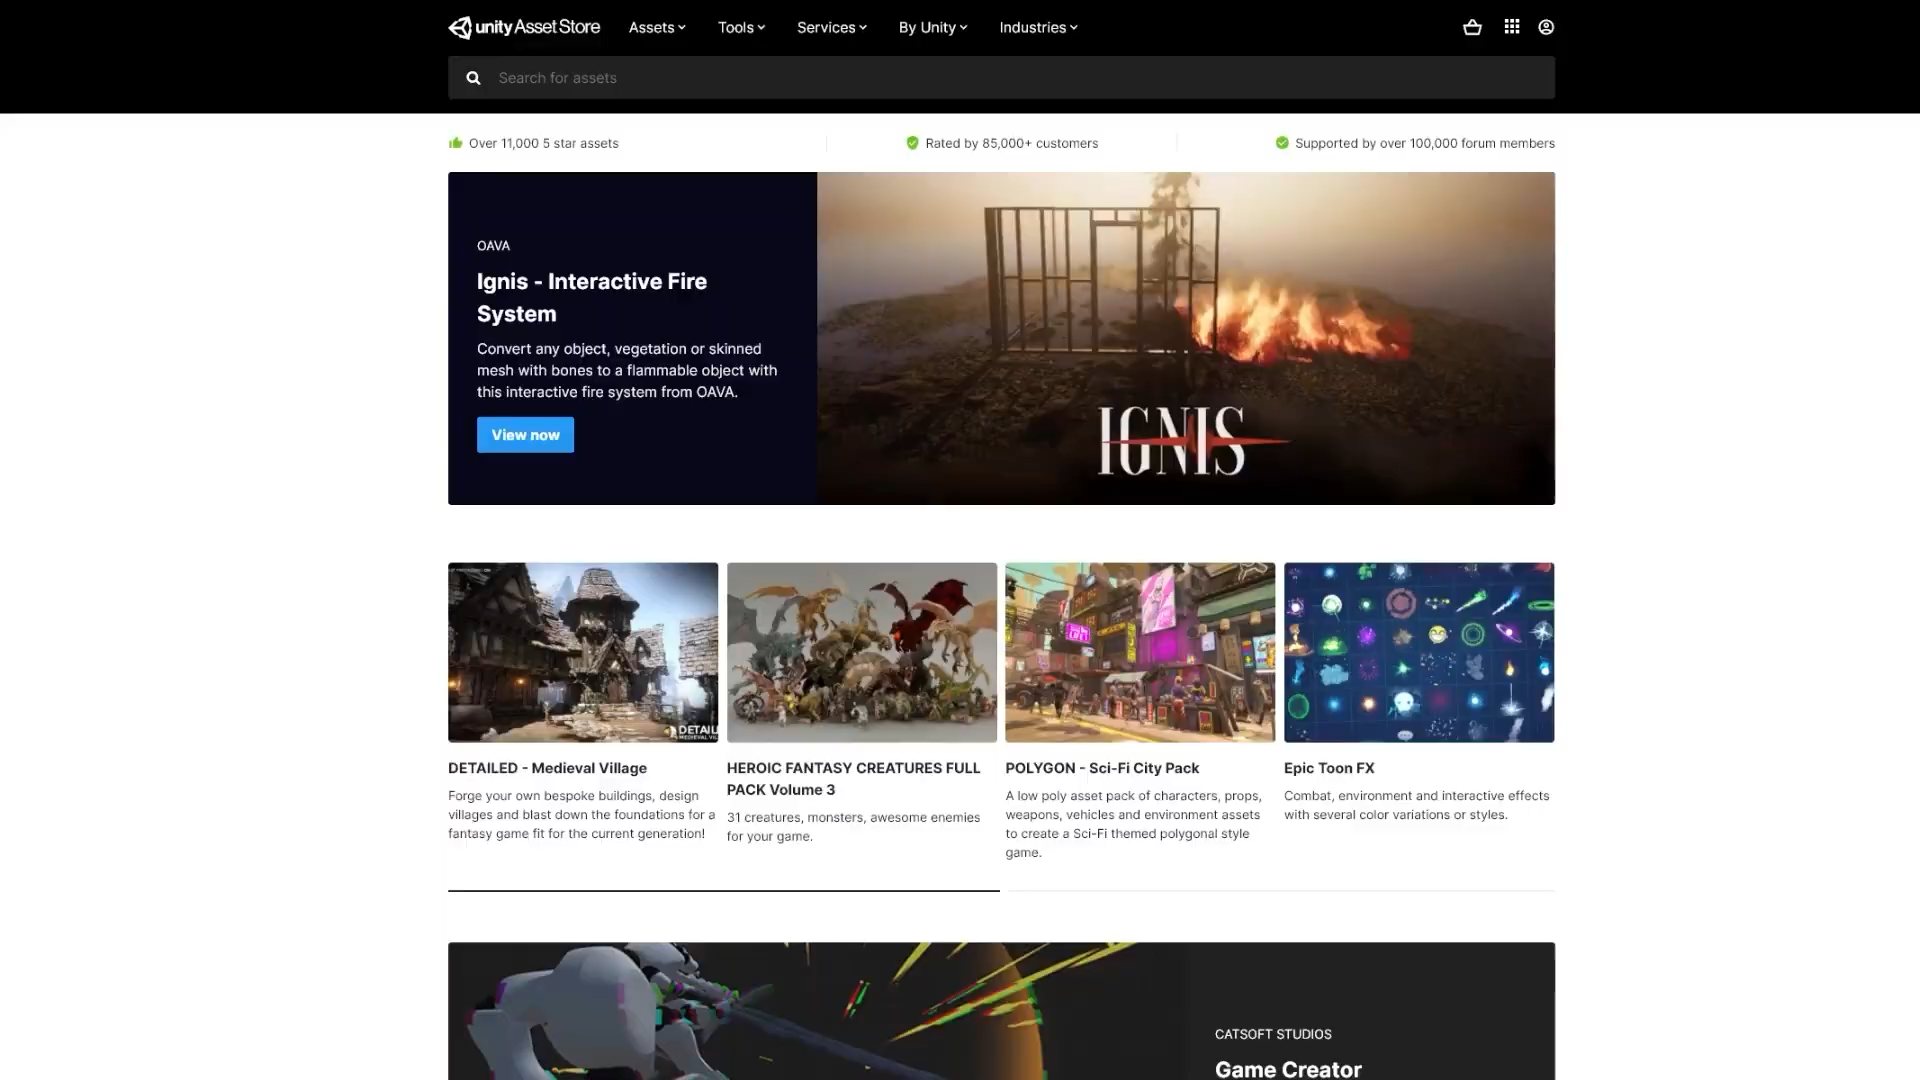 unity Asset Store
Assets
Tools
Services
By Unity
Industries
Search for assets
Over 11,000 5 star assets
Rated by 85,000+ customers
Supported by over 100,000 forum members
OAVA
Ignis - Interactive Fire
System
Convert any object, vegetation or skinned
mesh with bones to a flammable object with
this interactive fire system from OAVA.
View now
IGNIS
DETAIL
DETAILED - Medieval Village
Forge your own bespoke buildings, design
villages and blast down the foundations for a
fantasy game fit for the current generation!
HEROIC FANTASY CREATURES FULL
PACK Volume 3
31 creatures, monsters, awesome enemies
for your game.
POLYGON - Sci-Fi City Pack
A low poly asset pack of characters, props,
weapons, vehicles and environment assets
to create a Sci-Fi themed polygonal style
game.
Epic Toon FX
Combat, environment and interactive effects
with several color variations or styles.
CATSOFT STUDIOS
Game Creator